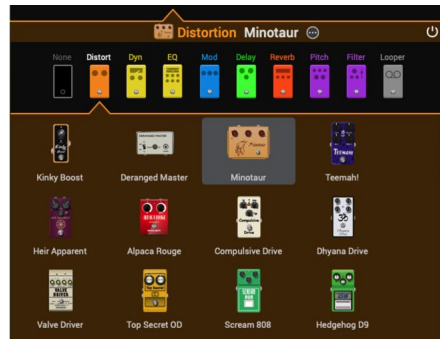 Distortion Minotaur
None Distort Dyn EQ Mod Delay Reverb Pitch Filter Looper
Kinky Boost Deranged Master Minotaur Teemah!
Heir Apparent Alpaca Rouge Compulsive Drive Dhyana Drive
Valve Driver Top Secret OD Scream 808 Hedgehog D9